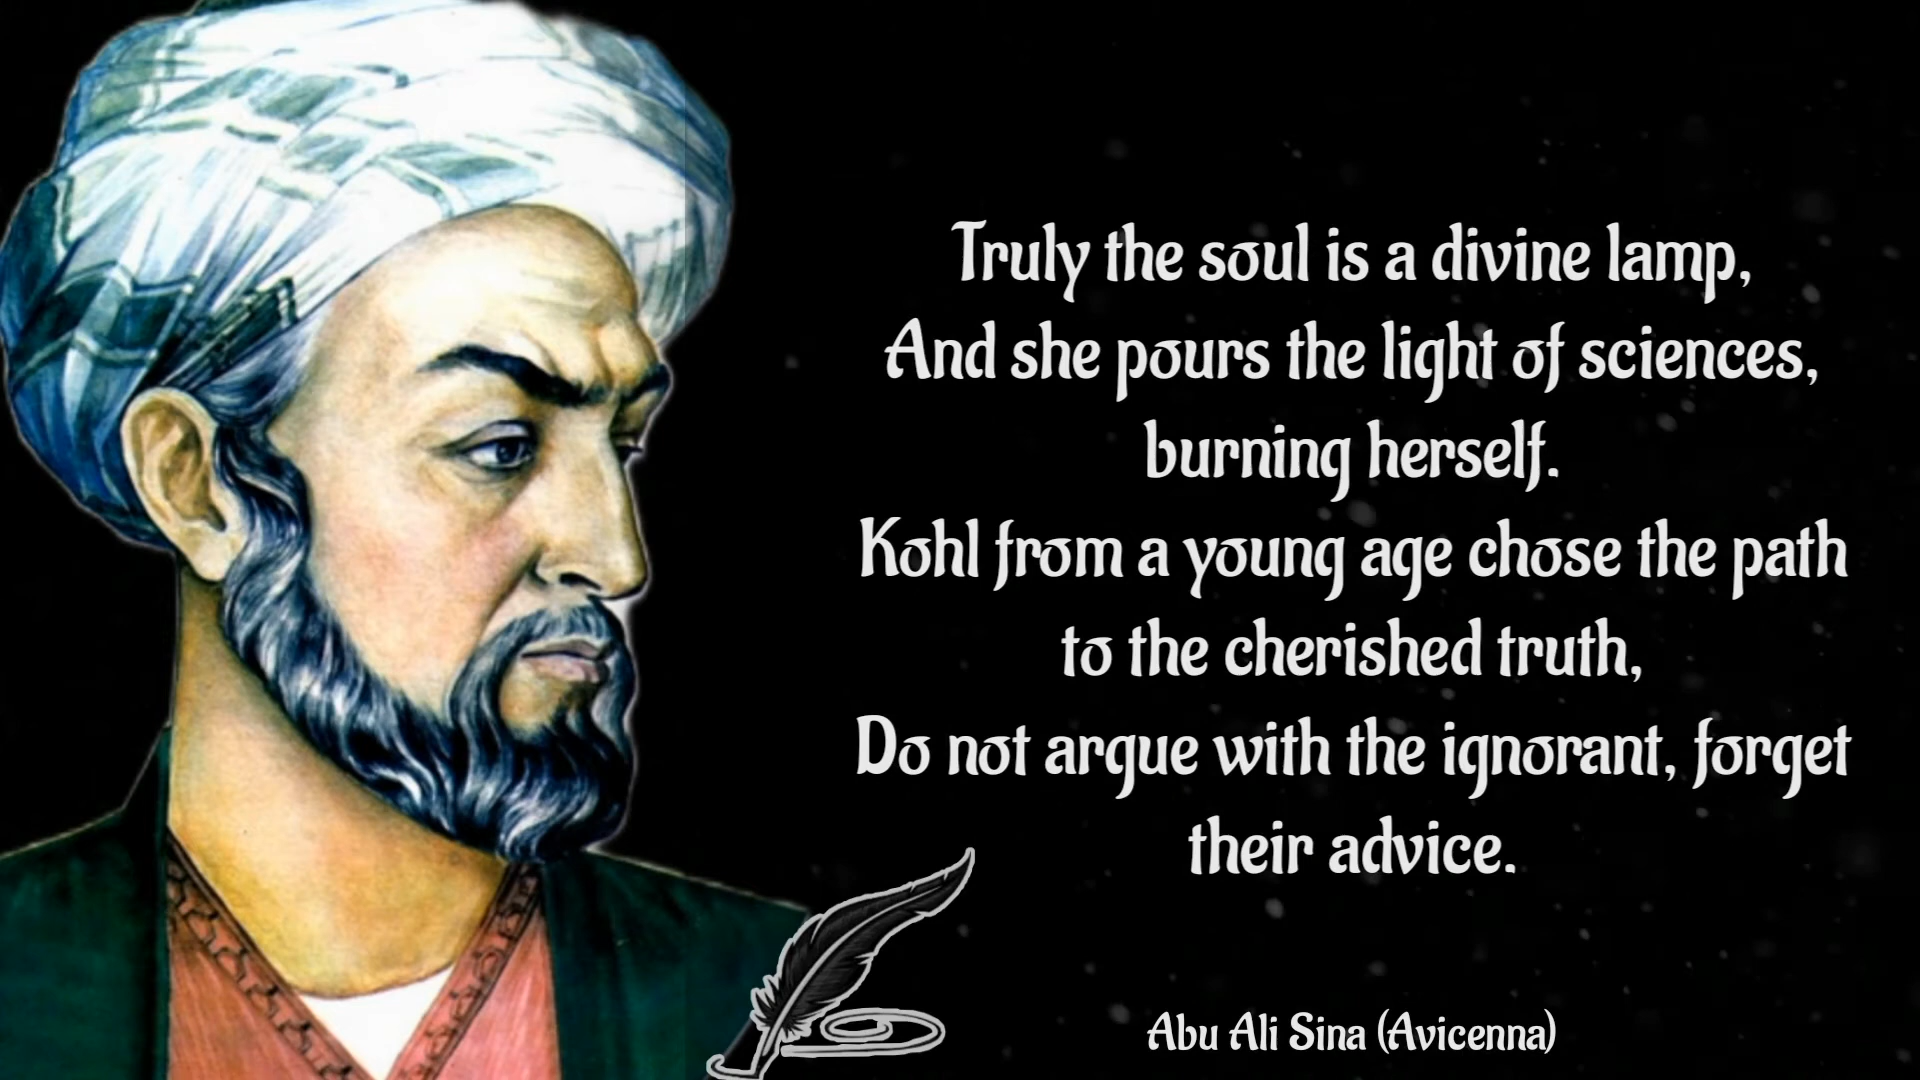 Truly the soul is a divine lamp,
And she pours the light of sciences,
burning herself.
Kohl from a young age chose the path
to the cherished truth,
Do not argue with the ignorant, forget
their advice.
Abu Ali Sina (Avicenna)